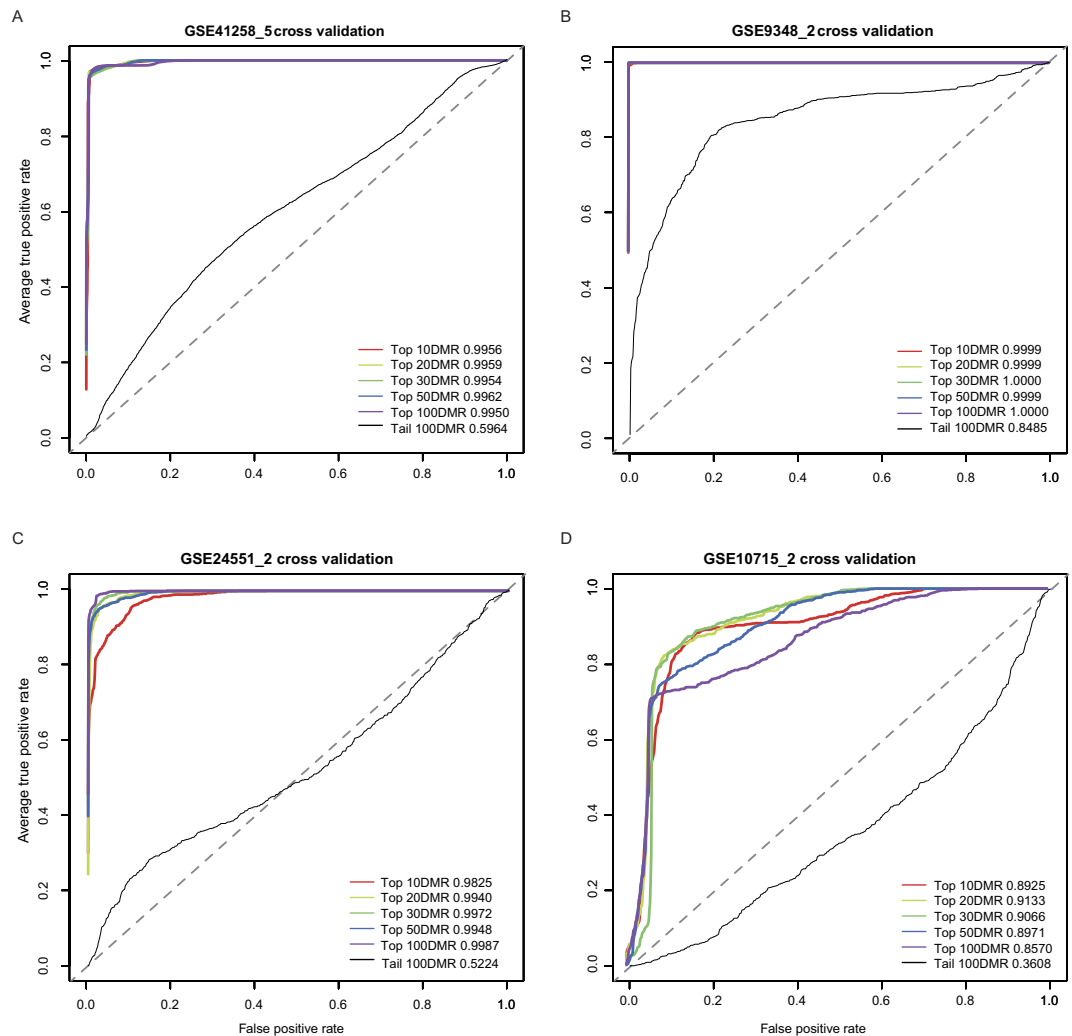 A
GSE41258_5cross validation
Average true positive rate
1.0
0.8
0.6
0.4
0.2
0.0
Top 10DMR 0.9956
Top 20DMR 0.9959
Top 30DMR 0.9954
Top 50DMR 0.9962
Top 100DMR 0.9950
Tail 100DMR 0.5964
0.0 0.2 0.4 0.6 0.8 1.0
B
GSE9348_2cross validation
1.0
0.8
0.6
0.4
0.2
0.0
Top 10DMR 0.9999
Top 20DMR 0.9999
Top 30DMR 1.0000
Top 50DMR 0.9999
Top 100DMR 1.0000
Tail 100DMR 0.8485
0.0 0.2 0.4 0.6 0.8 1.0
C
GSE24551_2 cross validation
Average true positive rate
1.0
0.8
0.6
0.4
0.2
0.0
Top 10DMR 0.9825
Top 20DMR 0.9940
Top 30DMR 0.9972
Top 50DMR 0.9948
Top 100DMR 0.9987
Tail 100DMR 0.5224
0.0 0.2 0.4 0.6 0.8 1.0
False positive rate
D
GSE10715_2 cross validation
1.0
0.8
0.6
0.4
0.2
0.0
Top 10DMR 0.8925
Top 20DMR 0.9133
Top 30DMR 0.9066
Top 50DMR 0.8971
Top 100DMR 0.8570
Tail 100DMR 0.3608
0.0 0.2 0.4 0.6 0.8 1.0
False positive rate